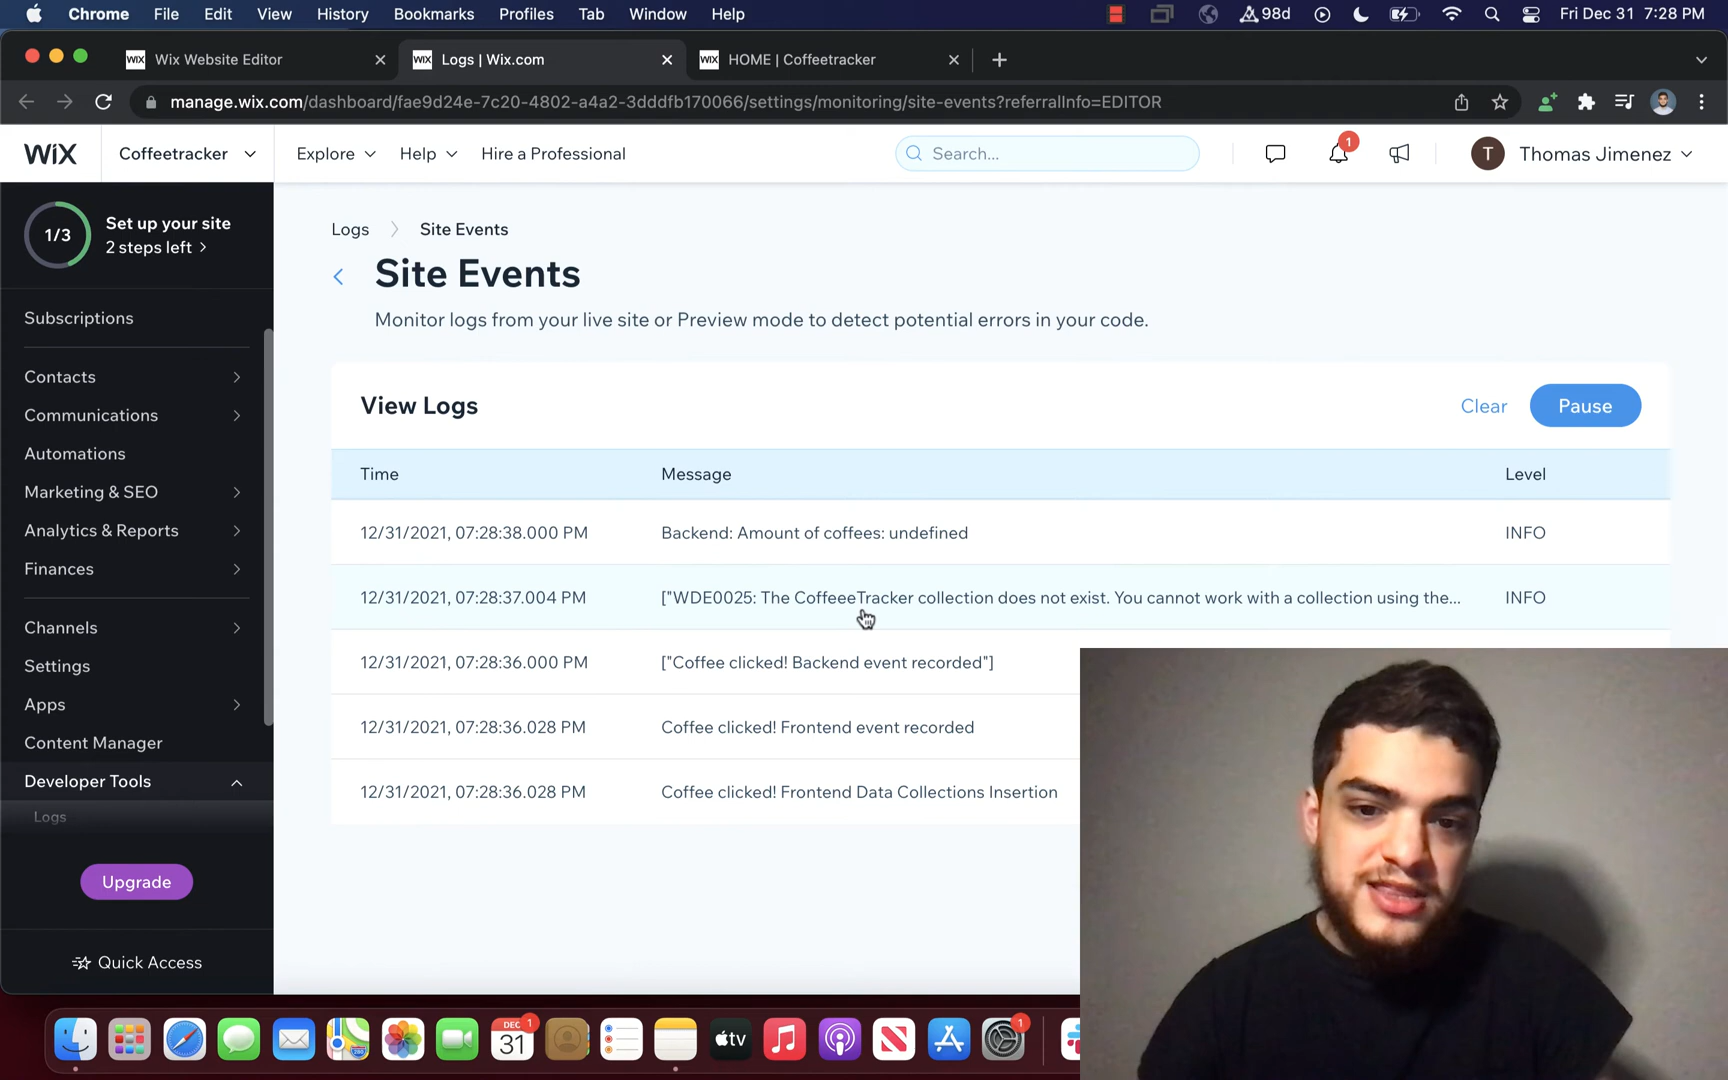 Chrome File Edit View History Bookmarks Profiles Tab Window Help 98d Fri Dec 31 7:28 PM
WIX Wix Website Editor WIX Logs | Wix.com WIX HOME | Coffeetracker
manage.wix.com/dashboard/fae9d24e-7c20-4802-a4a2-3dddfb170066/settings/monitoring/site-events?referralInfo=EDITOR
WiX Coffeetracker Explore Help Hire a Professional Search... 1 T Thomas Jimenez
1/3 Set up your site
2 steps left >
Subscriptions
Contacts
Communications
Automations
Marketing & SEO
Analytics & Reports
Finances
Channels
Settings
Apps
Content Manager
Developer Tools
Logs
Upgrade
Quick Access
Logs Site Events
Site Events
Monitor logs from your live site or Preview mode to detect potential errors in your code.
View Logs Clear Pause
Time Message Level
12/31/2021, 07:28:38.000 PM Backend: Amount of coffees: undefined INFO
12/31/2021, 07:28:37.004 PM ["WDE0025: The CoffeeeTracker collection does not exist. You cannot work with a collection using the... INFO
12/31/2021, 07:28:36.000 PM ["Coffee clicked! Backend event recorded"]
12/31/2021, 07:28:36.028 PM Coffee clicked! Frontend event recorded
12/31/2021, 07:28:36.028 PM Coffee clicked! Frontend Data Collections Insertion
DEC 1
31
280
tv
1